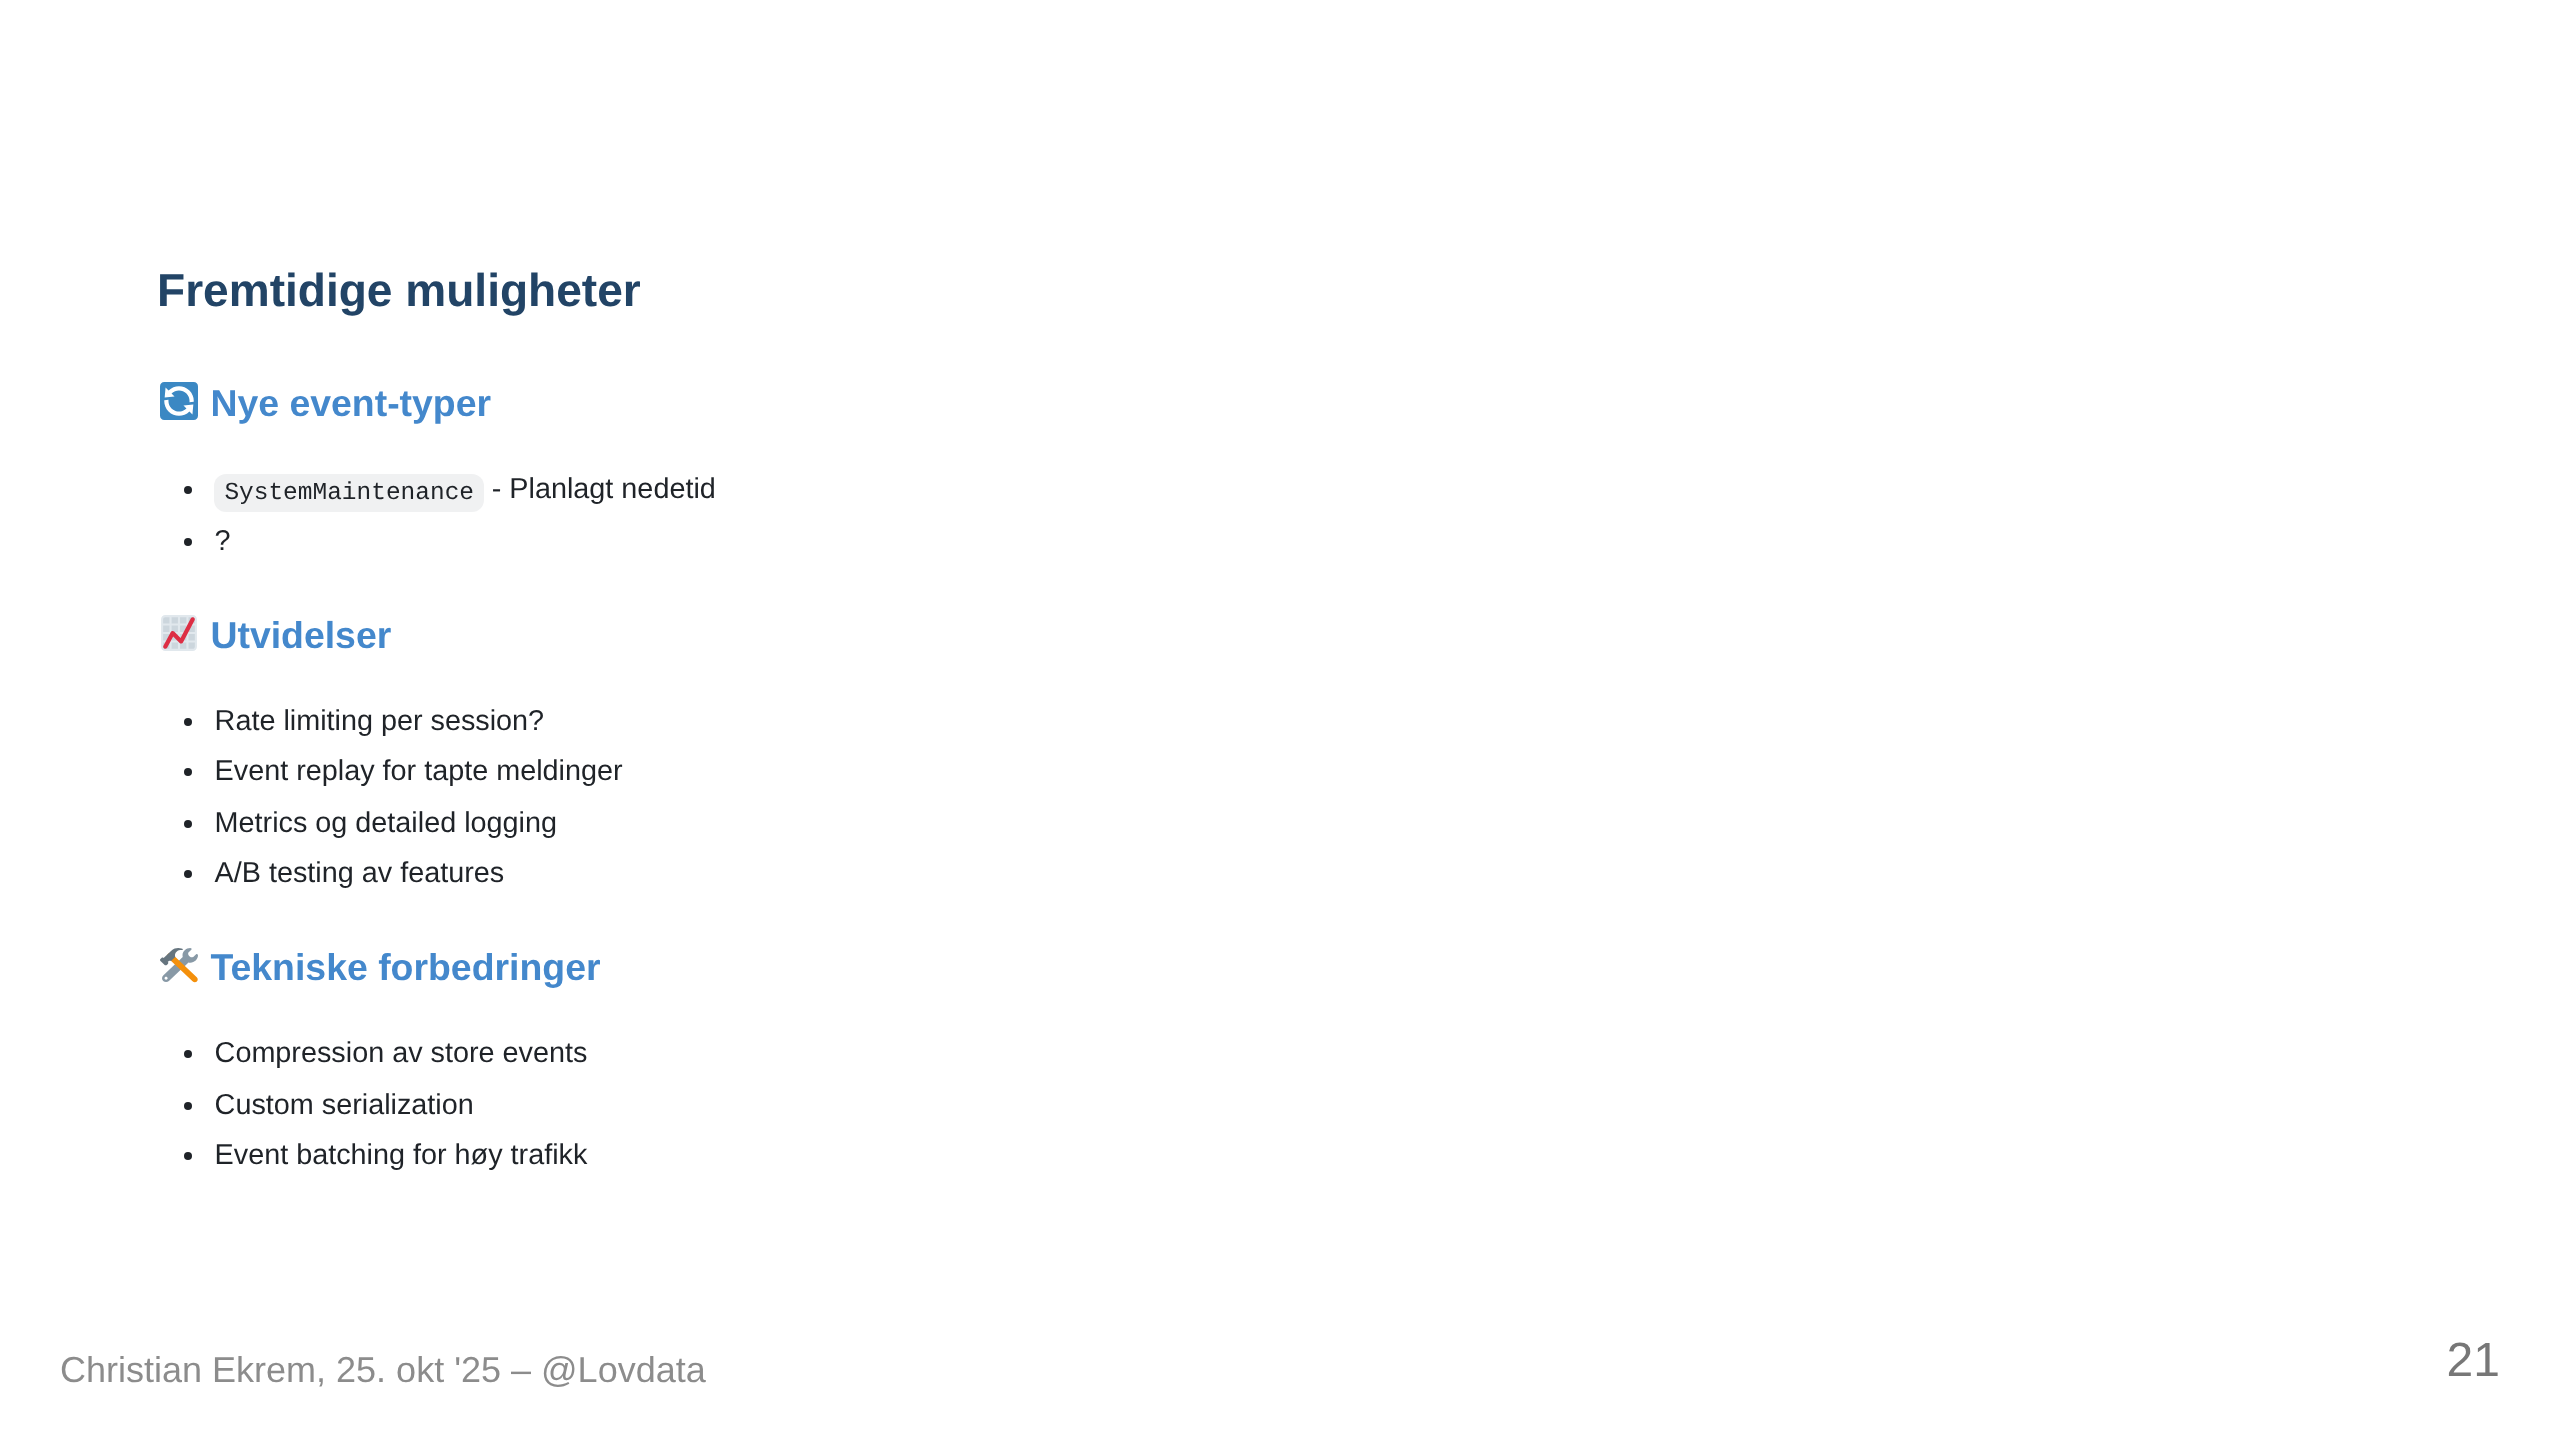 Fremtidige muligheter
Nye event-typer
SystemMaintenance - Planlagt nedetid
?
Utvidelser
Rate limiting per session?
Event replay for tapte meldinger
Metrics og detailed logging
A/B testing av features
Tekniske forbedringer
Compression av store events
Custom serialization
Event batching for høy trafikk
Christian Ekrem, 25. okt '25 – @Lovdata
21